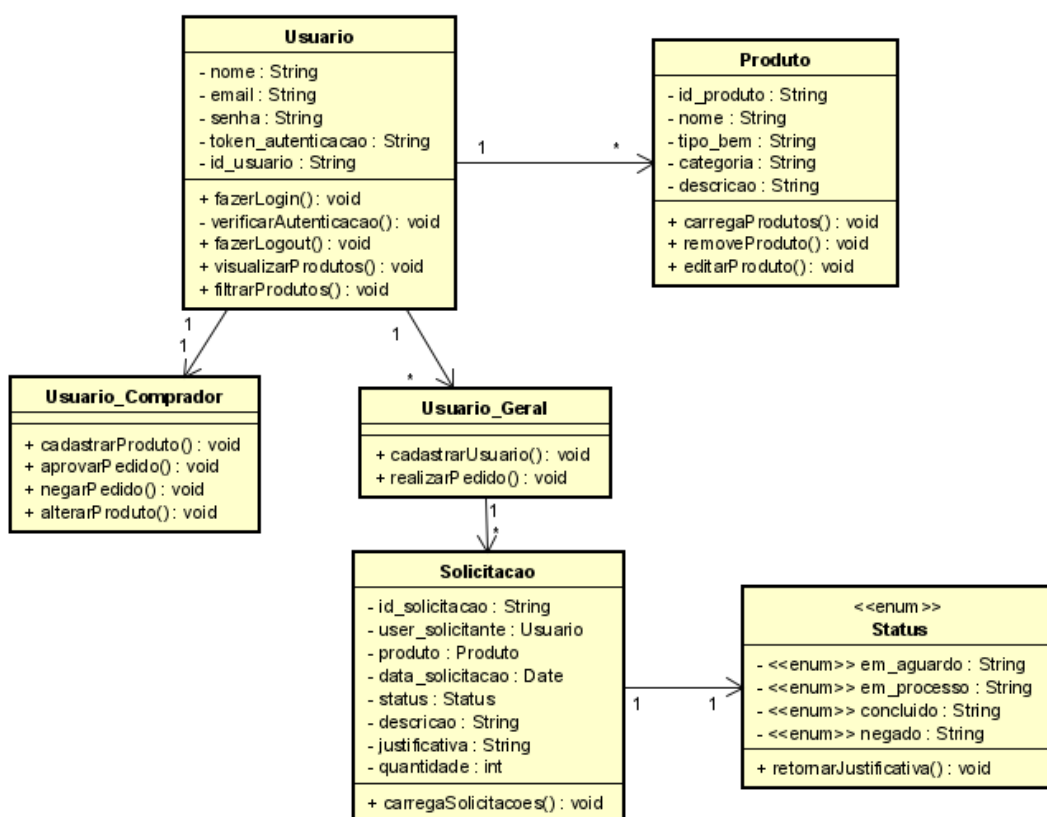 Usuario
- nome : String
- email : String
- senha : String
- token_autenticacao : String
- id_usuario : String
+ fazerLogin() : void
- verificarAutenticacao() : void
+ fazerLogout() : void
+ visualizarProdutos() : void
+ filtrarProdutos() : void
1
*
Produto
- id_produto : String
- nome : String
- tipo_bem : String
- categoria : String
- descricao : String
+ carregaProdutos() : void
+ removeProduto() : void
+ editarProduto() : void
1
1
1
*
Usuario_Comprador
+ cadastrarProduto() : void
+ aprovarPedido() : void
+ negarPedido() : void
+ alterarProduto() : void
Usuario_Geral
+ cadastrarUsuario() : void
+ realizarPedido() : void
1
*
Solicitacao
- id_solicitacao : String
- user_solicitante : Usuario
- produto : Produto
- data_solicitacao : Date
- status : Status
- descricao : String
- justificativa : String
- quantidade : int
+ carregaSolicitacoes() : void
1
1
<<enum>>
Status
- <<enum>> em_aguardo : String
- <<enum>> em_processo : String
- <<enum>> concluido : String
- <<enum>> negado : String
+ retornarJustificativa() : void